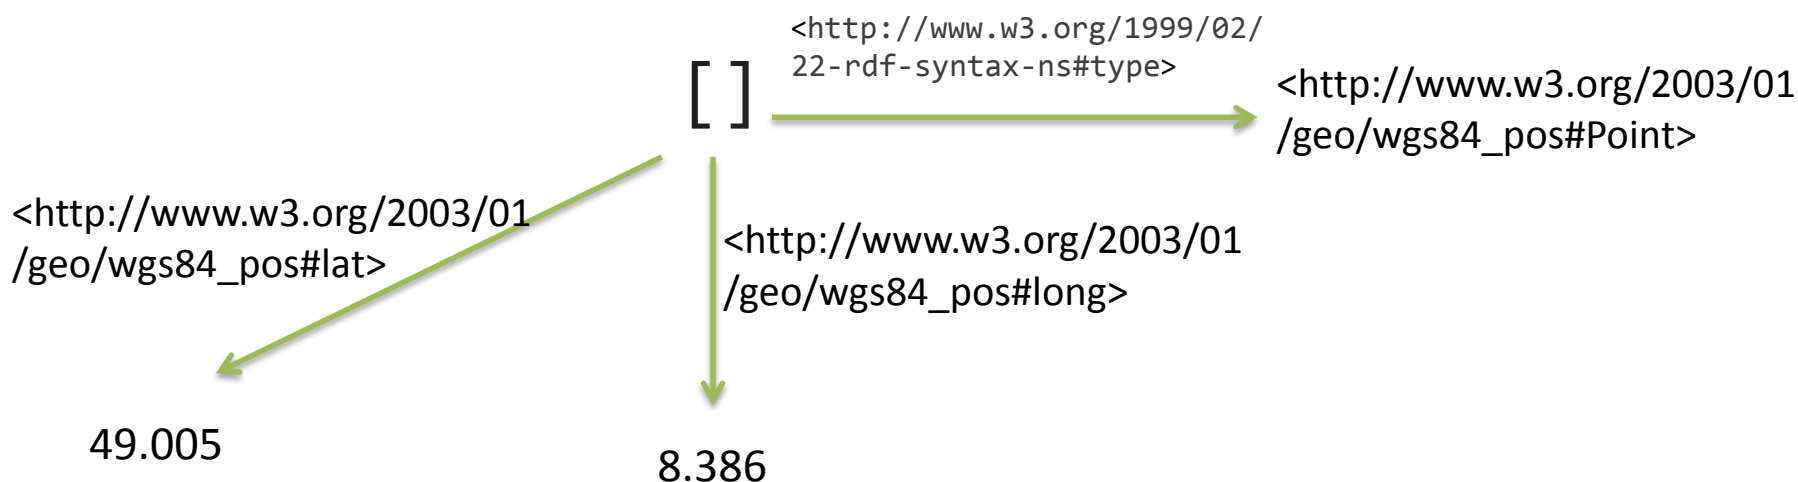 <http://www.w3.org/1999/02/
22-rdf-syntax-ns#type>
[]
<http://www.w3.org/2003/01
/geo/wgs84_pos#Point>
<http://www.w3.org/2003/01
/geo/wgs84_pos#lat>
<http://www.w3.org/2003/01
/geo/wgs84_pos#long>
49.005
8.386